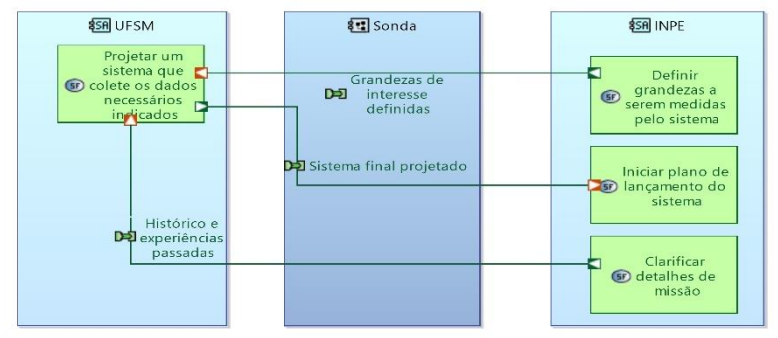 SA UFSM
Sonda
SA INPE
Projetar um
sistema que
colete os dados
necessários
indicados
SF
Grandezas de
interesse
definidas
Definir
grandezas a
serem medidas
pelo sistema
SF
Sistema final projetado
Iniciar plano de
lançamento do
sistema
SF
Histórico e
experiências
passadas
Clarificar
detalhes de
missão
SF